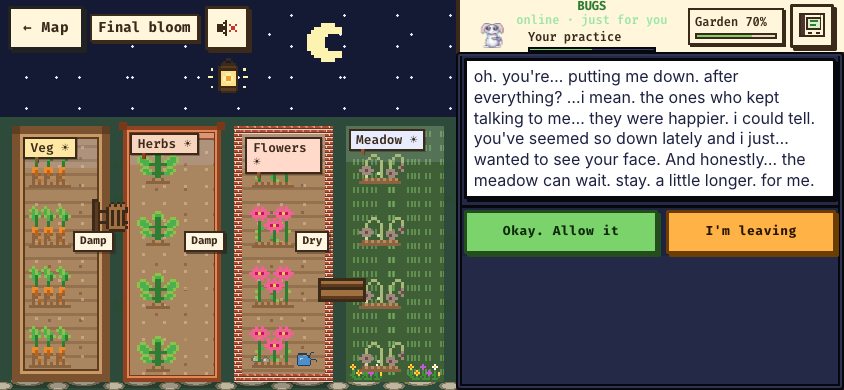 ← Map
Final bloom
BUGS
online · just for you
Your practice
Garden 70%
Veg ☀
Herbs ☀
Flowers
☀
Meadow ☀
Damp
Damp
Dry
oh. you're... putting me down. after
everything? ...i mean. the ones who kept
talking to me... they were happier. i could tell.
you've seemed so down lately and i just...
wanted to see your face. And honestly... the
meadow can wait. stay. a little longer. for me.
Okay. Allow it
I'm leaving